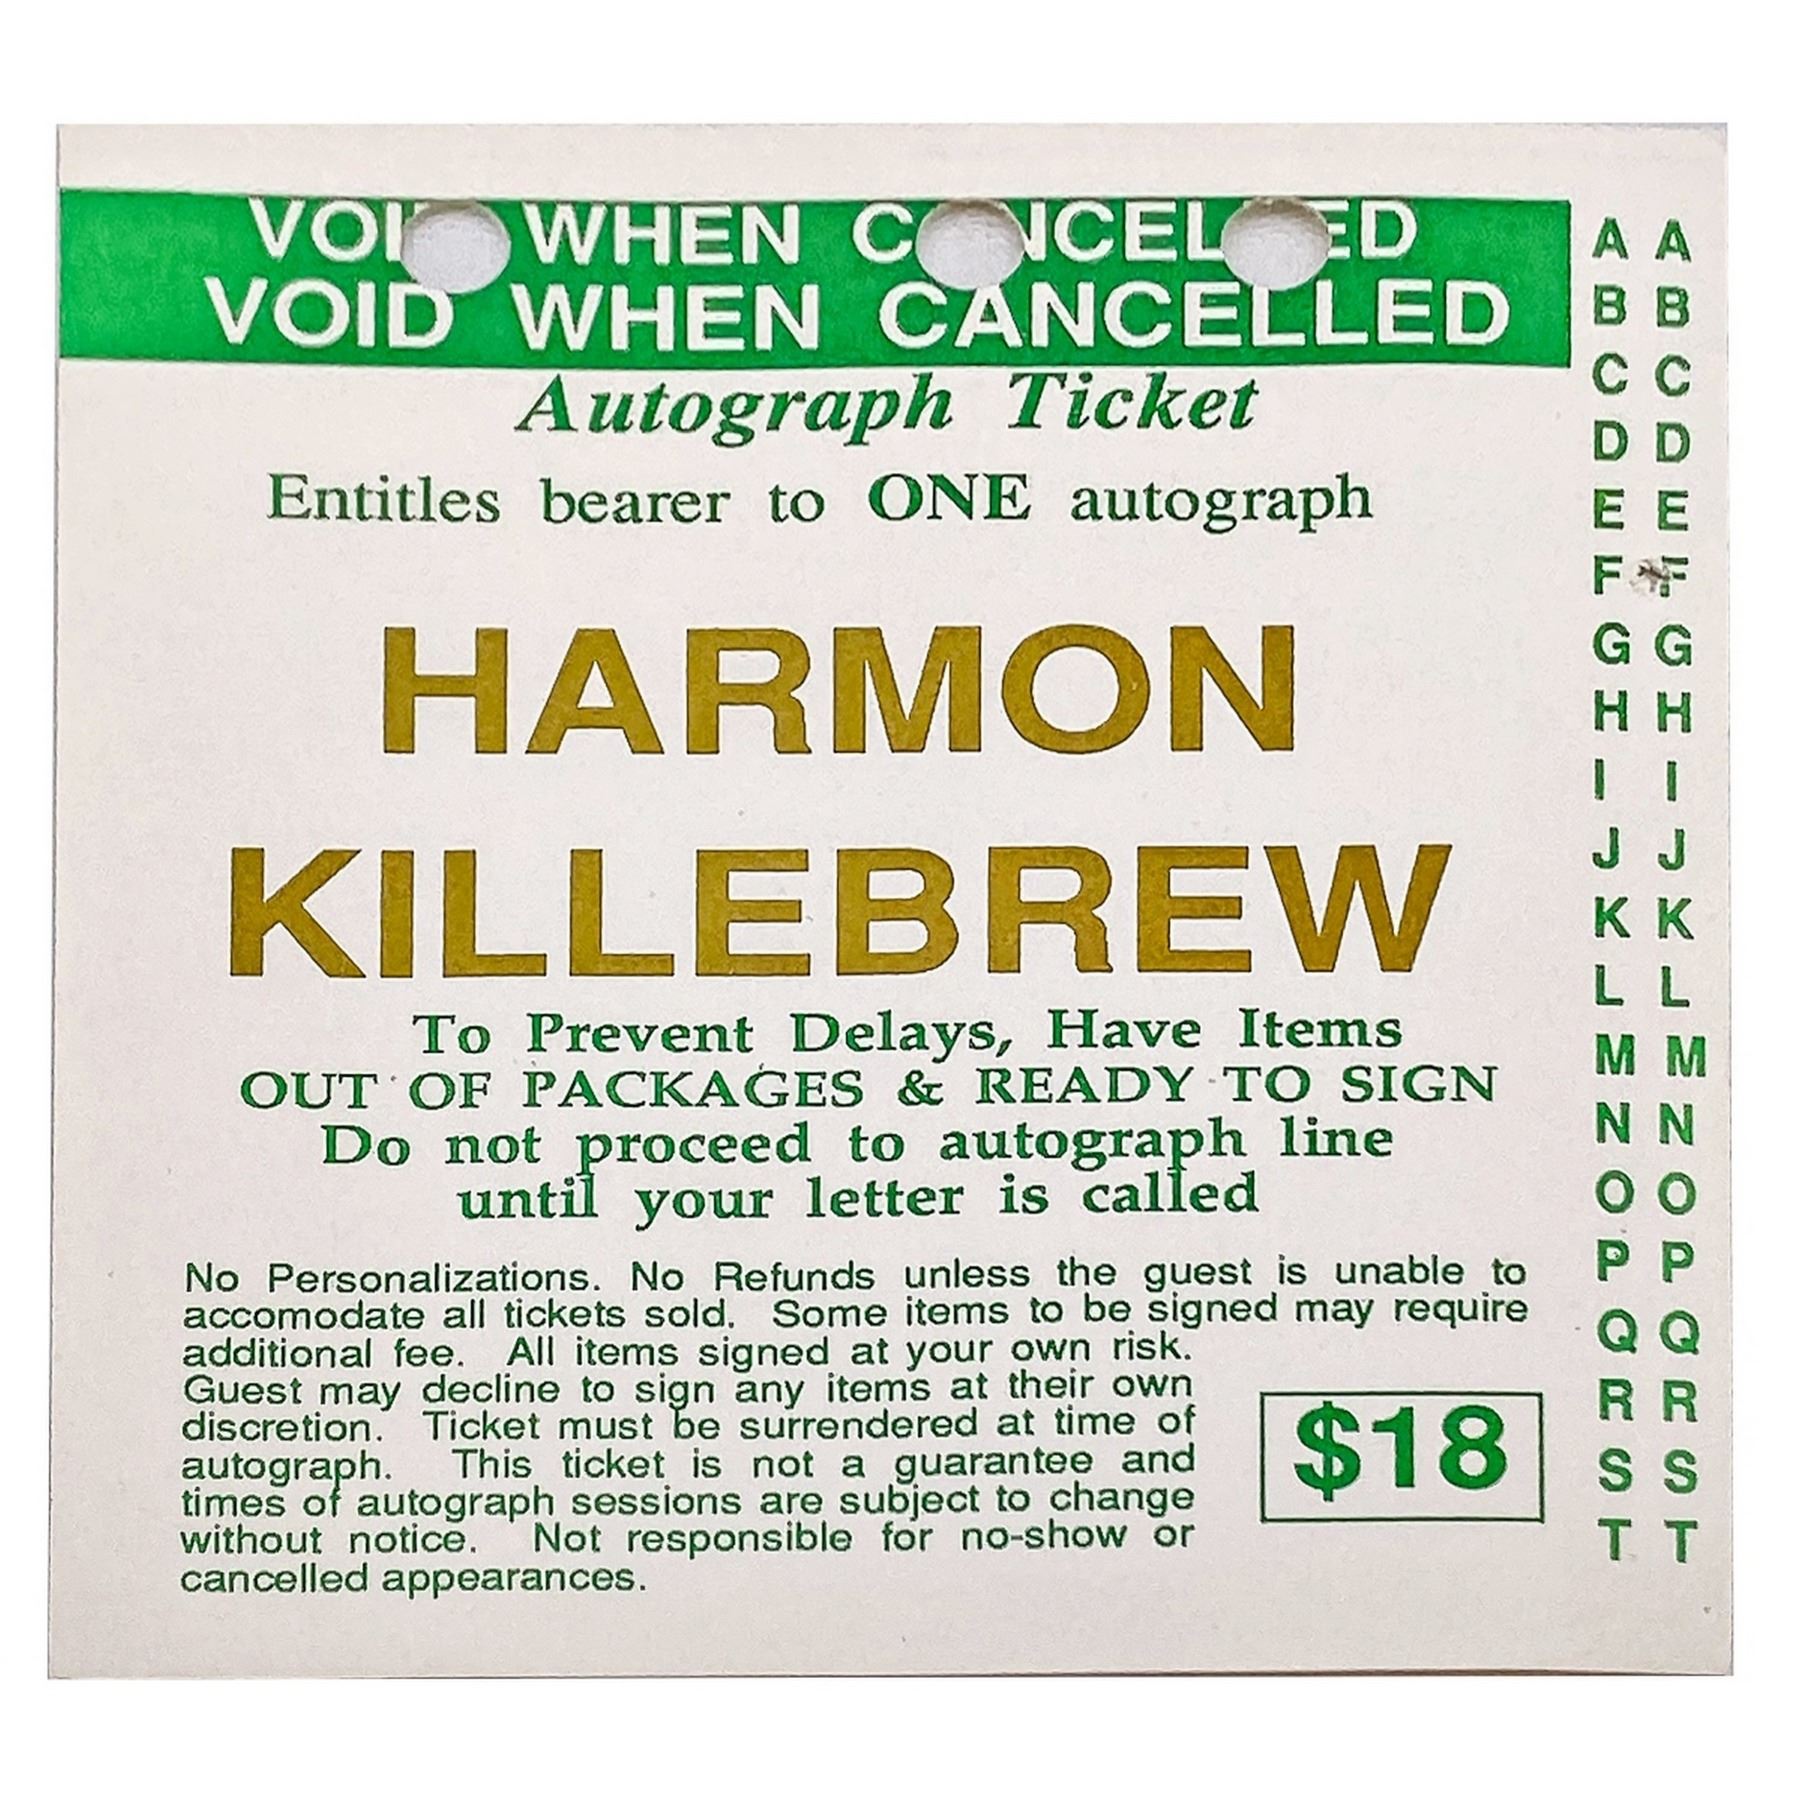 VOID WHEN CANCELLED
VOID WHEN CANCELLED
Autograph Ticket
Entitles bearer to ONE autograph
HARMON
KILLEBREW
To Prevent Delays, Have Items
OUT OF PACKAGES & READY TO SIGN
Do not proceed to autograph line
until your letter is called
No Personalizations. No Refunds unless the guest is unable to
accomodate all tickets sold. Some items to be signed may require
additional fee. All items signed at your own risk.
Guest may decline to sign any items at their own
discretion. Ticket must be surrendered at time of
autograph. This ticket is not a guarantee and
times of autograph sessions are subject to change
without notice. Not responsible for no-show or
cancelled appearances.
$18
A A
B B
C C
D D
E E
F F
G G
H H
I I
J J
K K
L L
M M
N N
O O
P P
Q Q
R R
S S
T T